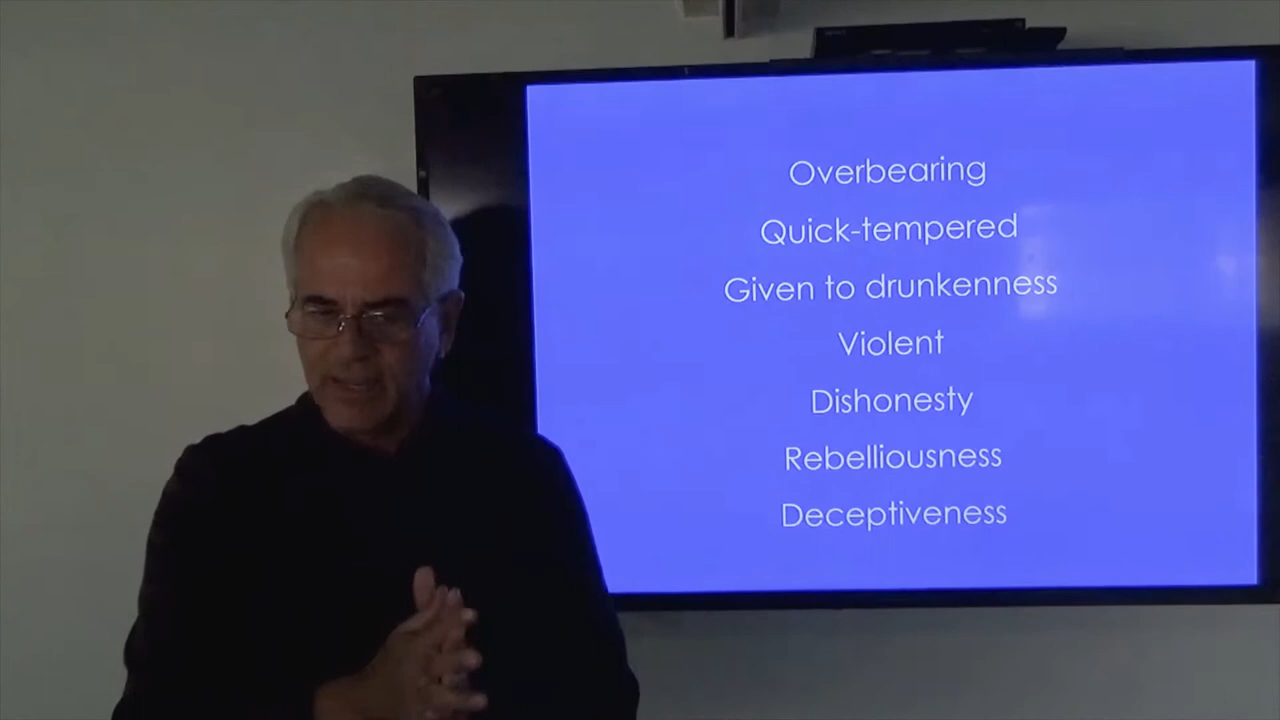 Overbearing
Quick-tempered
Given to drunkenness
Violent
Dishonesty
Rebelliousness
Deceptiveness